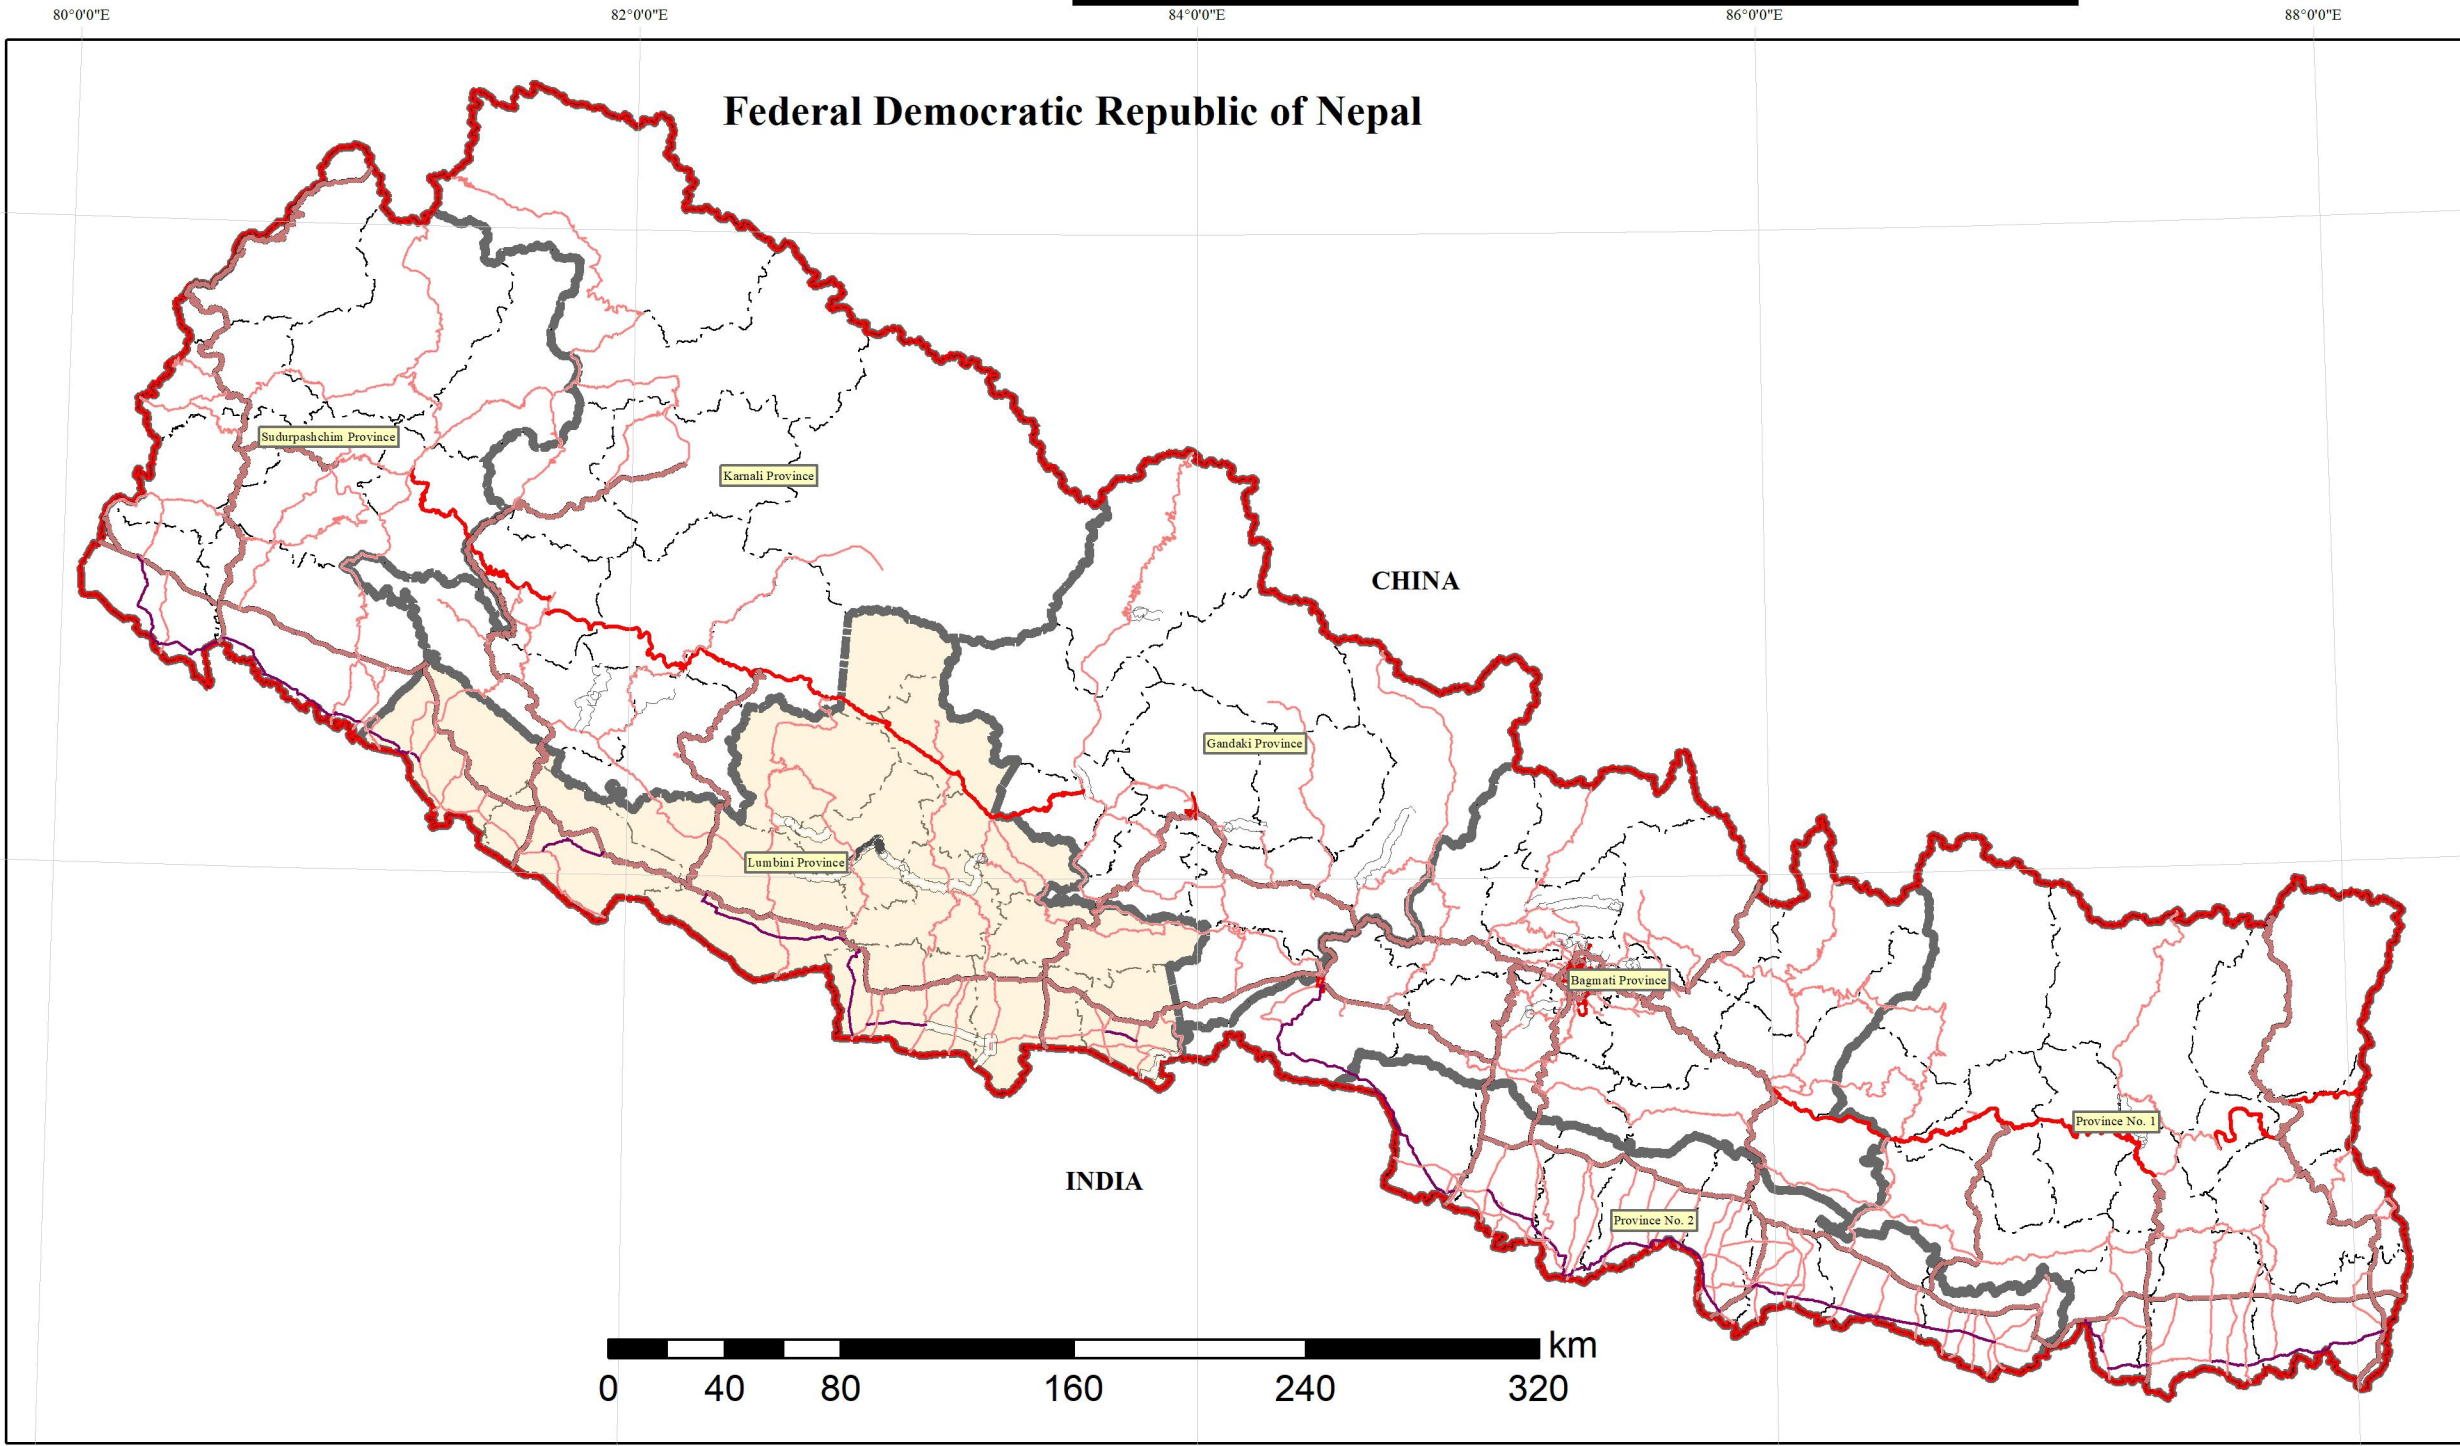 80°0'0"E
82°0'0"E
84°0'0"E
86°0'0"E
88°0'0"E
Federal Democratic Republic of Nepal
Sudurpashchim Province
Karnali Province
CHINA
Gandaki Province
Lumbini Province
Bagmati Province
Province No. 1
INDIA
Province No. 2
km
0 40 80 160 240 320